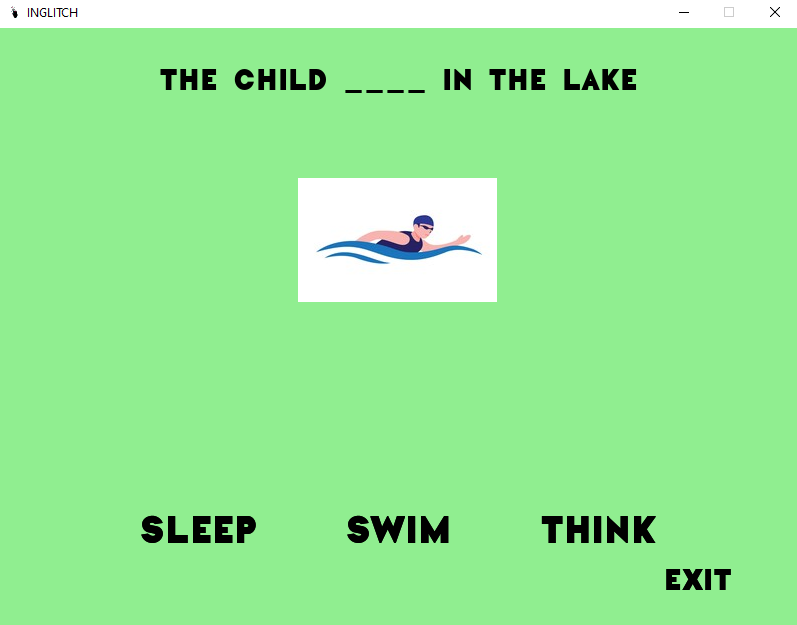 INGLITCH
THE CHILD ____ IN THE LAKE
SLEEP SWIM THINK
EXIT